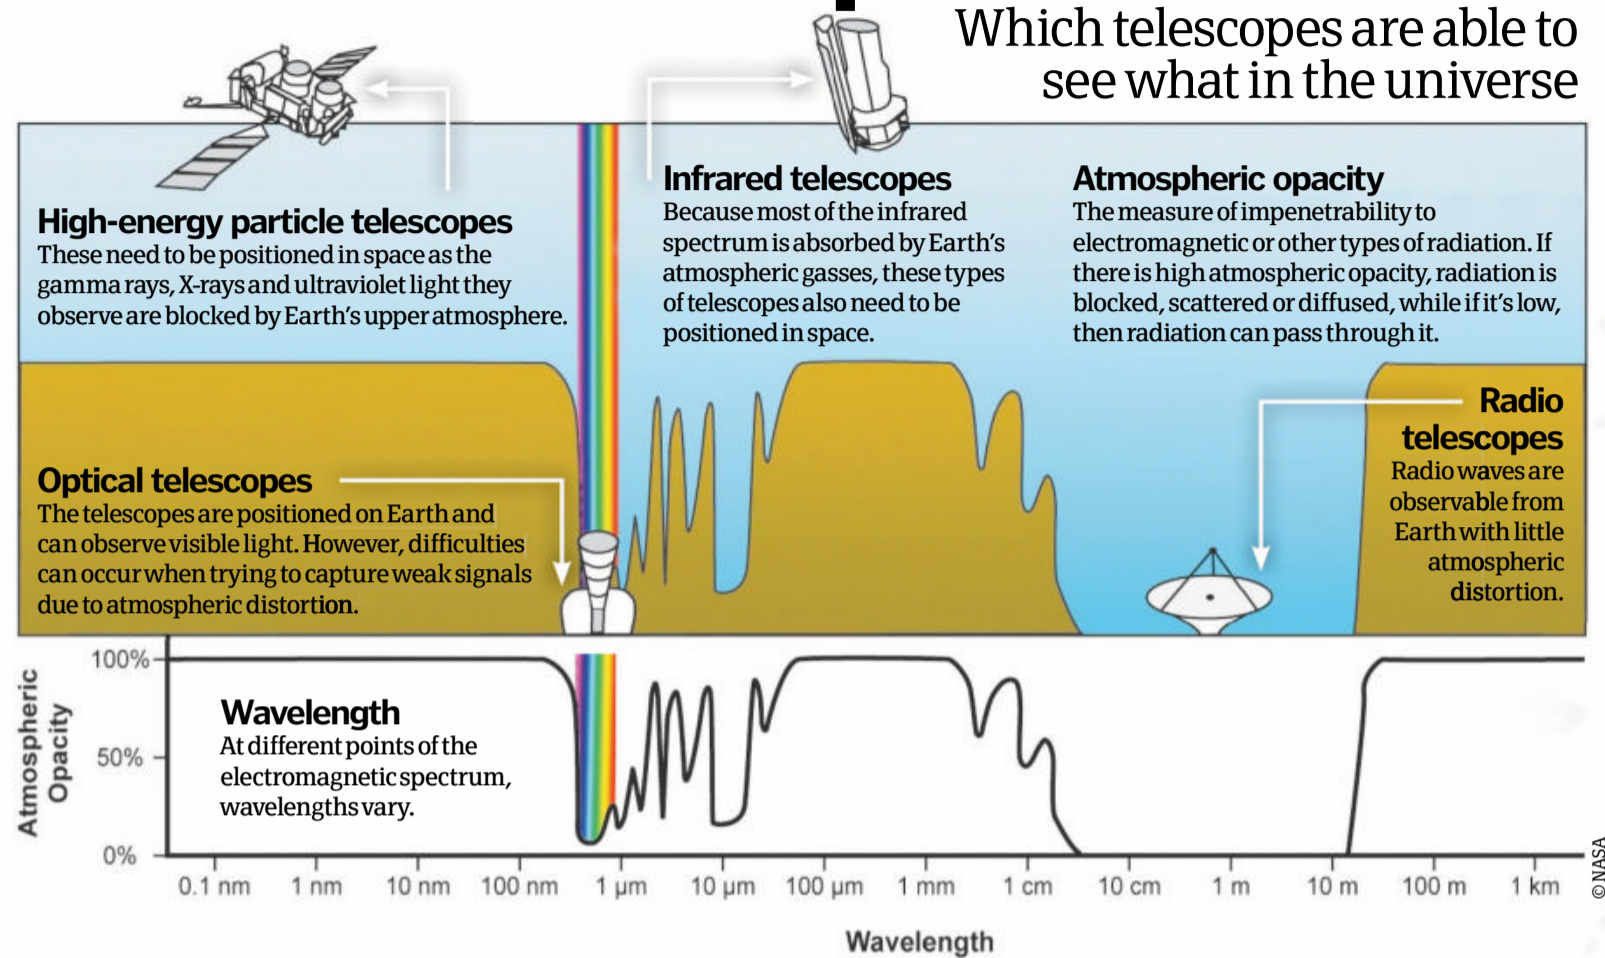 Which telescopes are able to
see what in the universe
High-energy particle telescopes
These need to be positioned in space as the
gamma rays, X-rays and ultraviolet light they
observe are blocked by Earth's upper atmosphere.
Infrared telescopes
Because most of the infrared
spectrum is absorbed by Earth's
atmospheric gasses, these types
of telescopes also need to be
positioned in space.
Atmospheric opacity
The measure of impenetrability to
electromagnetic or other types of radiation. If
there is high atmospheric opacity, radiation is
blocked, scattered or diffused, while if it's low,
then radiation can pass through it.
Optical telescopes
The telescopes are positioned on Earth and
can observe visible light. However, difficulties
can occur when trying to capture weak signals
due to atmospheric distortion.
Radio
telescopes
Radio waves are
observable from
Earth with little
atmospheric
distortion.
Atmospheric
Opacity
100%
50%
0%
Wavelength
At different points of the
electromagnetic spectrum,
wavelengths vary.
0.1 nm 1 nm 10 nm 100 nm 1 μm 10 μm 100 μm 1 mm 1 cm 10 cm 1 m 10 m 100 m 1 km
Wavelength
© NASA